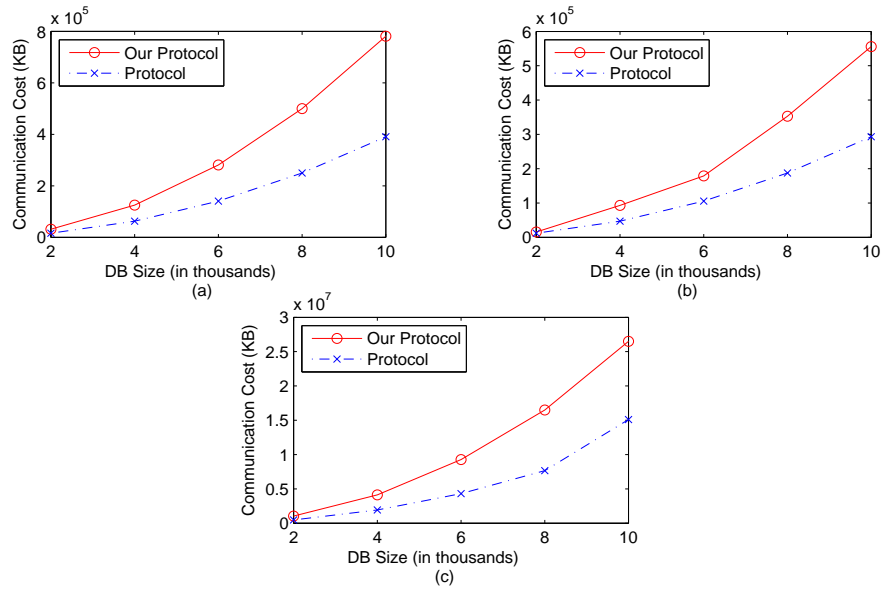 x 10^5
8
6
4
2
0
Communication Cost (KB)
Our Protocol
Protocol
2 4 6 8 10
DB Size (in thousands)
(a)
x 10^5
6
5
4
3
2
1
0
Communication Cost (KB)
Our Protocol
Protocol
2 4 6 8 10
DB Size (in thousands)
(b)
x 10^7
3
2.5
2
1.5
1
0.5
0
Communication Cost (KB)
Our Protocol
Protocol
2 4 6 8 10
DB Size (in thousands)
(c)